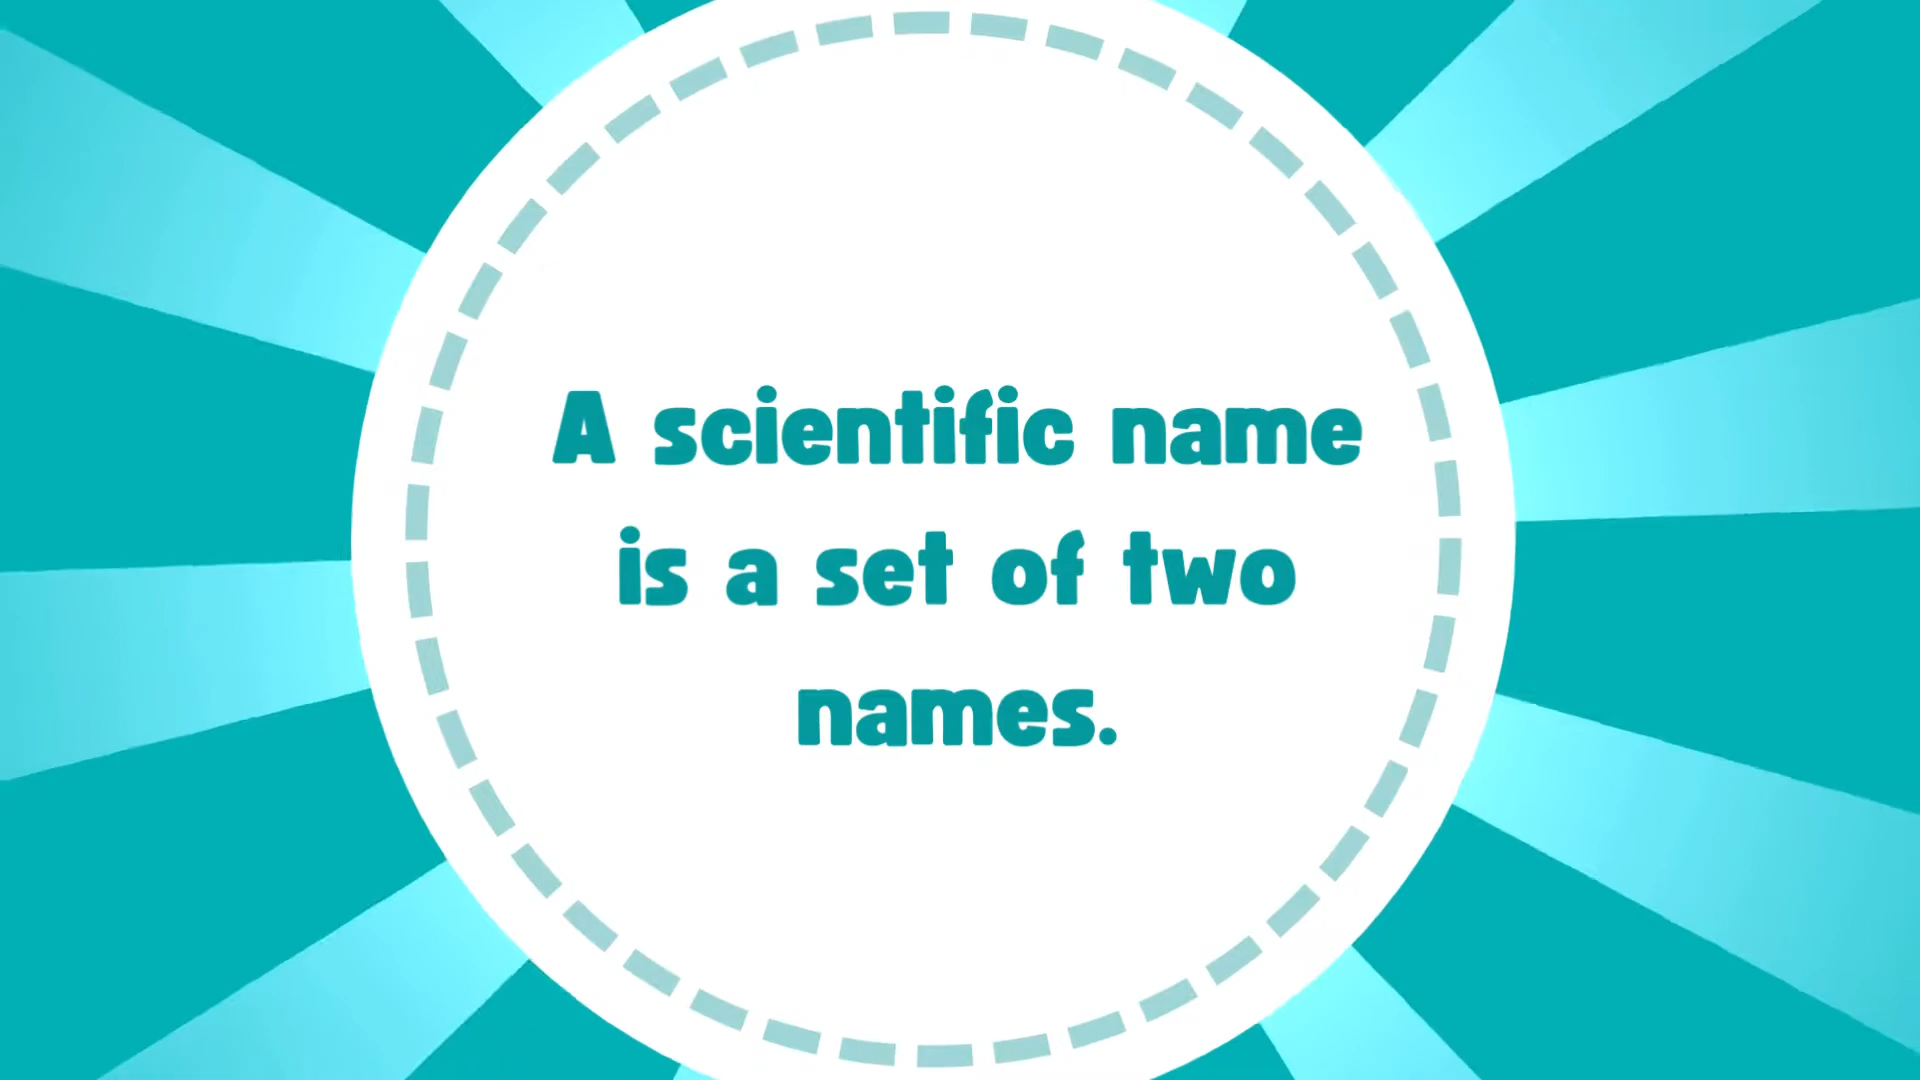 A scientific name
is a set of two
names.